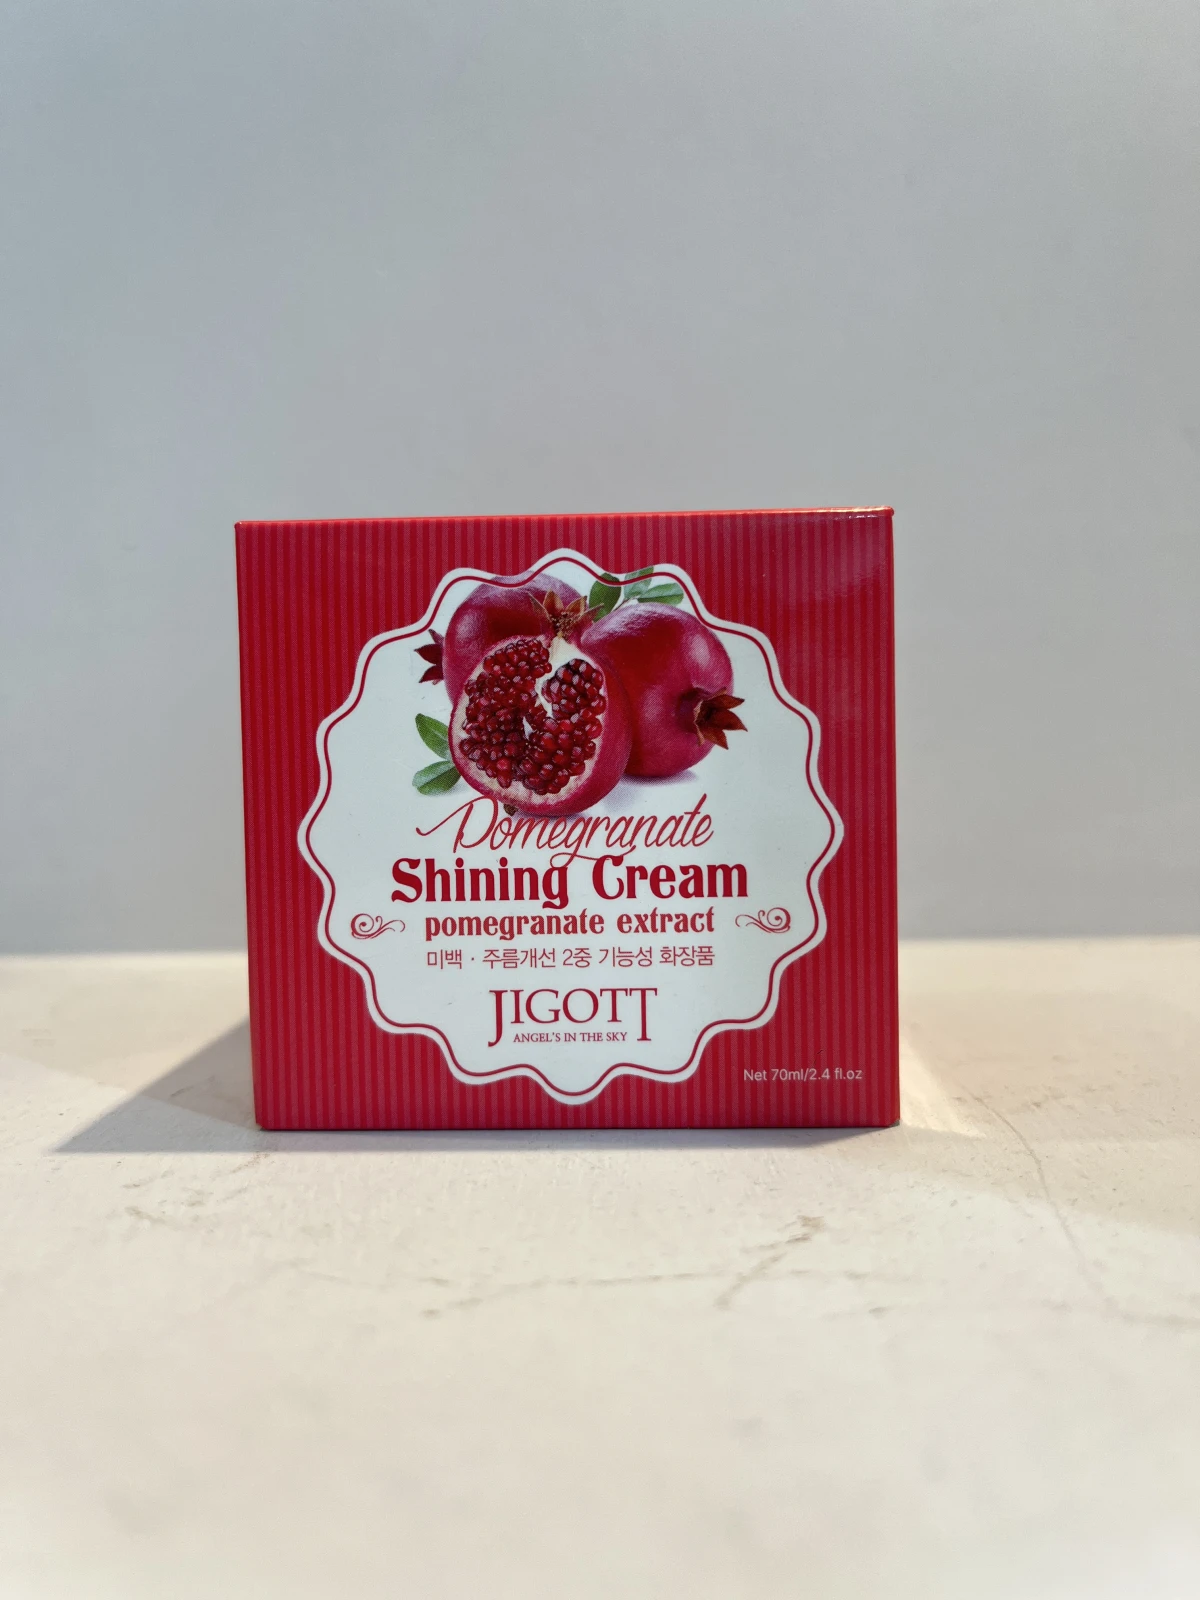 Pomegranate
Shining Cream
pomegranate extract
미백 · 주름개선 2중 기능성 화장품
JIGOTT
ANGEL'S IN THE SKY
Net 70ml/2.4 fl.oz